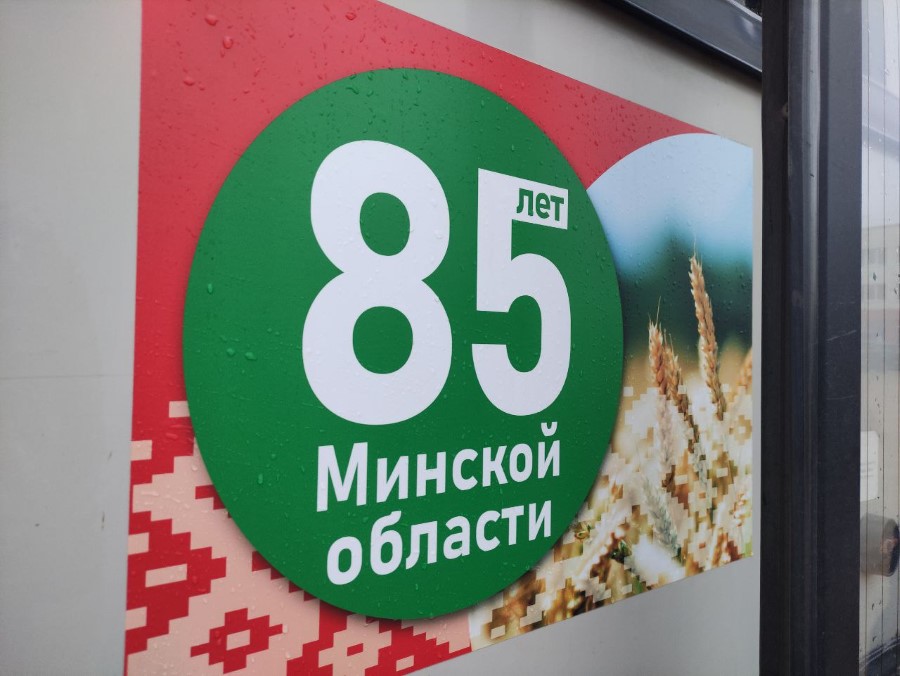 85 лет
Минской
области